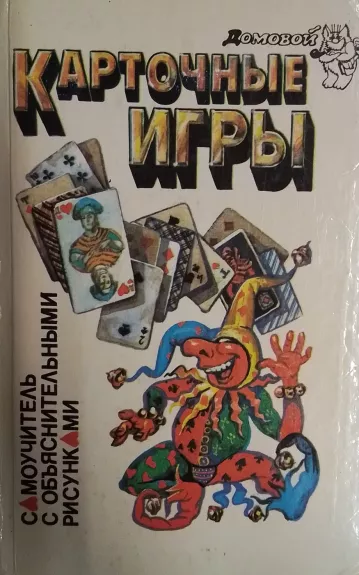 Домовой
КАРТОЧНЫЕ
ИГРЫ
САМОУЧИТЕЛЬ
С ОБЪЯСНИТЕЛЬНЫМИ
РИСУНКАМИ